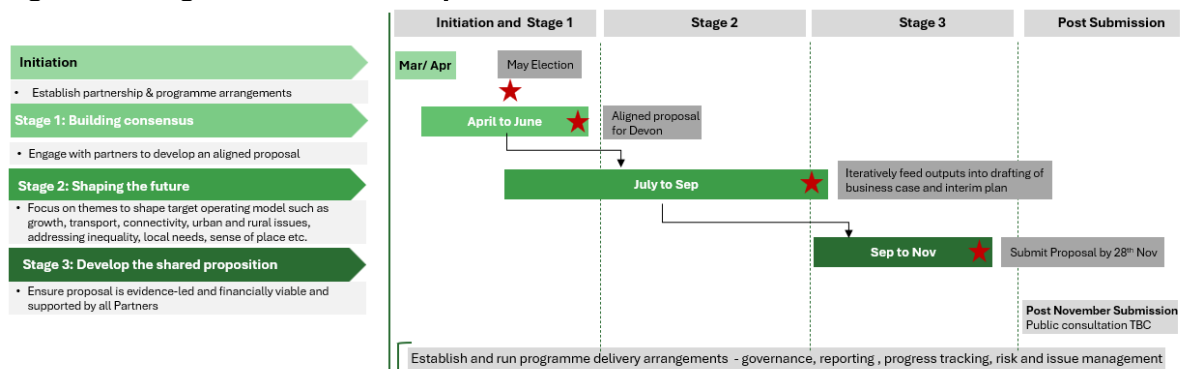 Initiation and Stage 1
Stage 2
Stage 3
Post Submission
Initiation
• Establish partnership & programme arrangements
Stage 1: Building consensus
• Engage with partners to develop an aligned proposal
Stage 2: Shaping the future
• Focus on themes to shape target operating model such as
growth, transport, connectivity, urban and rural issues,
addressing inequality, local needs, sense of place etc.
Stage 3: Develop the shared proposition
• Ensure proposal is evidence-led and financially viable and
supported by all Partners
Mar/ Apr
May Election
April to June
Aligned proposal
for Devon
July to Sep
Iteratively feed outputs into drafting of
business case and interim plan
Sep to Nov
Submit Proposal by 28th Nov
Post November Submission
Public consultation TBC
Establish and run programme delivery arrangements - governance, reporting , progress tracking, risk and issue management